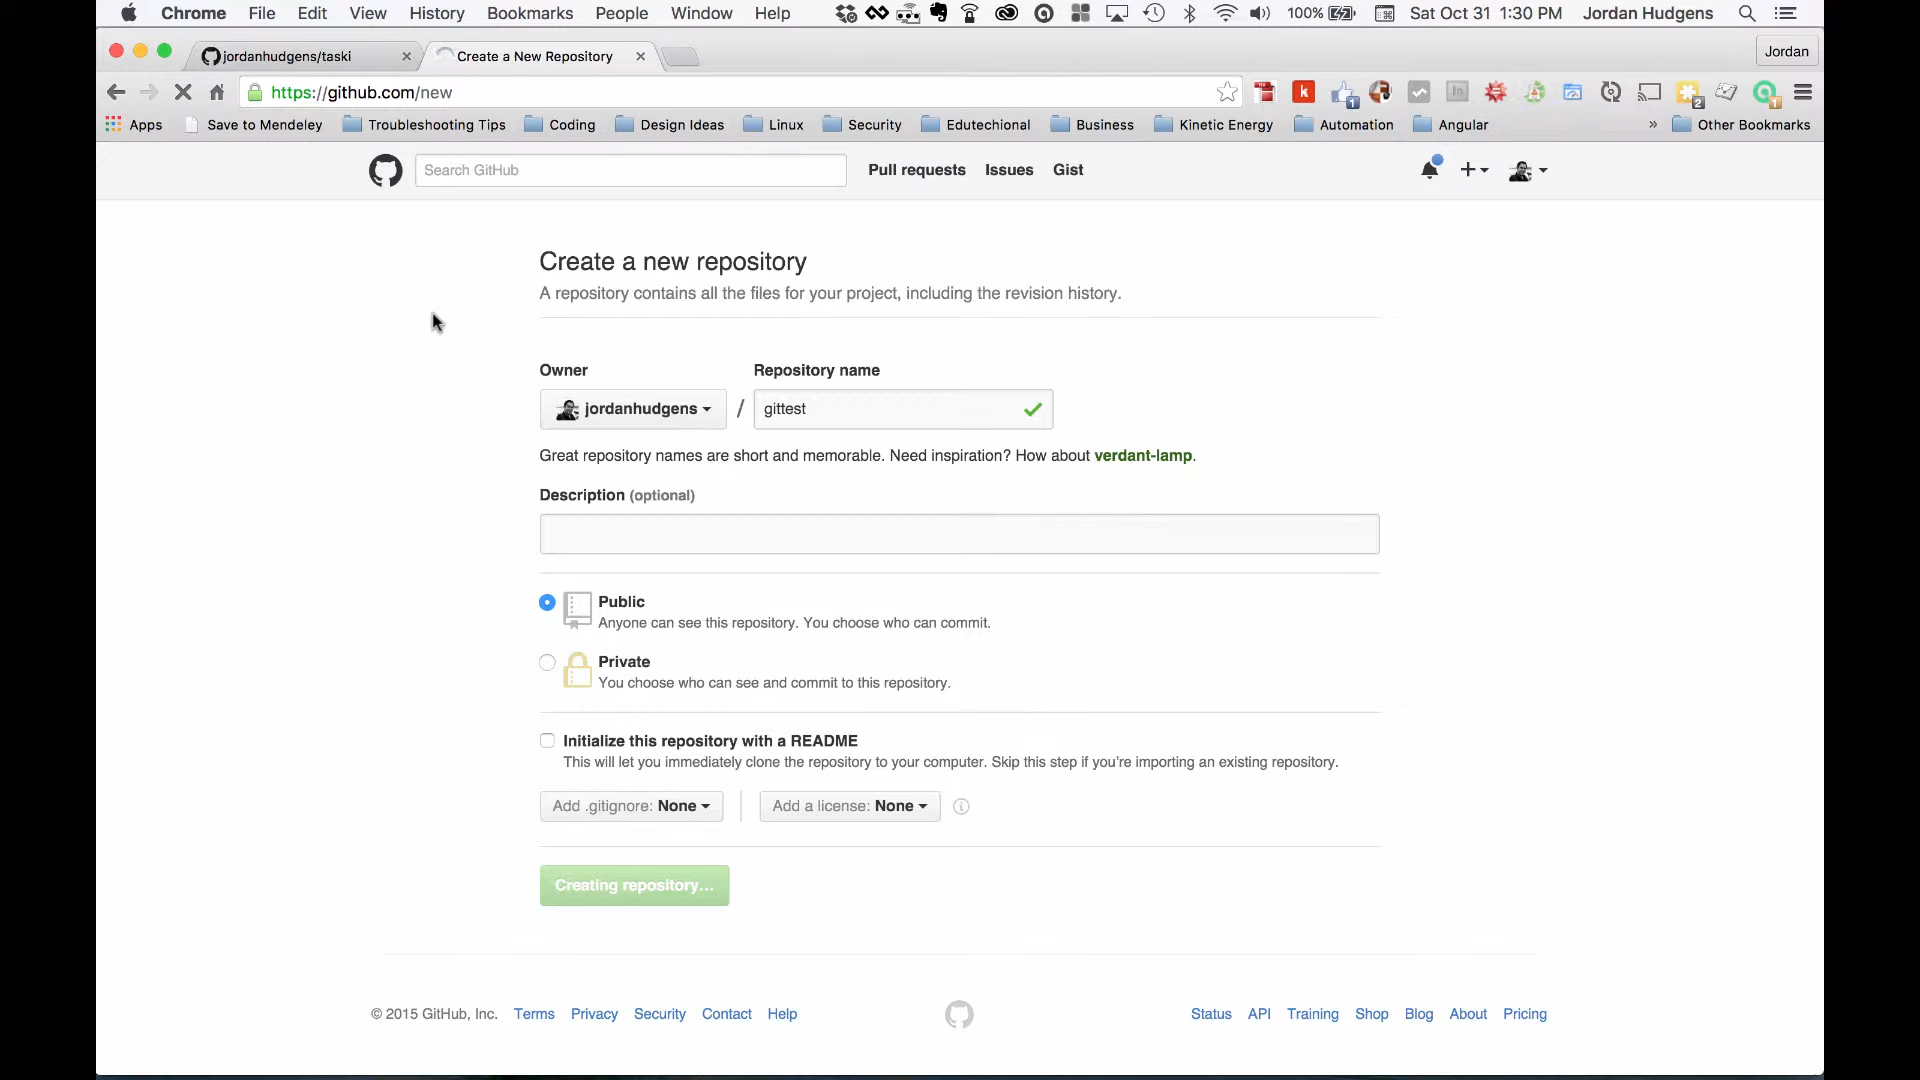 Chrome File Edit View History Bookmarks People Window Help 100% Sat Oct 31 1:30 PM Jordan Hudgens
jordanhudgens/taski Create a New Repository Jordan
https://github.com/new
Apps Save to Mendeley Troubleshooting Tips Coding Design Ideas Linux Security Edutechional Business Kinetic Energy Automation Angular » Other Bookmarks
Search GitHub Pull requests Issues Gist
Create a new repository
A repository contains all the files for your project, including the revision history.
Owner Repository name
jordanhudgens / gittest
Great repository names are short and memorable. Need inspiration? How about verdant-lamp.
Description (optional)
Public
Anyone can see this repository. You choose who can commit.
Private
You choose who can see and commit to this repository.
Initialize this repository with a README
This will let you immediately clone the repository to your computer. Skip this step if you're importing an existing repository.
Add .gitignore: None Add a license: None
Creating repository...
© 2015 GitHub, Inc. Terms Privacy Security Contact Help Status API Training Shop Blog About Pricing